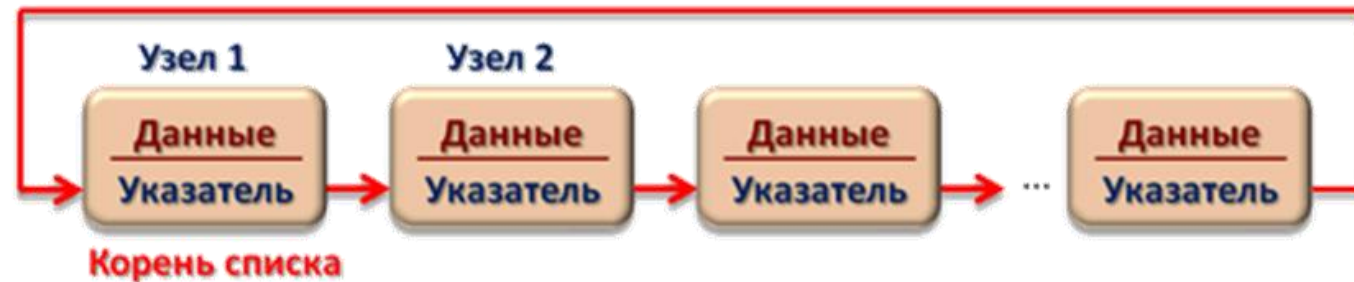 Узел 1 Узел 2
Данные Данные Данные Данные
Указатель Указатель Указатель ... Указатель
Корень списка